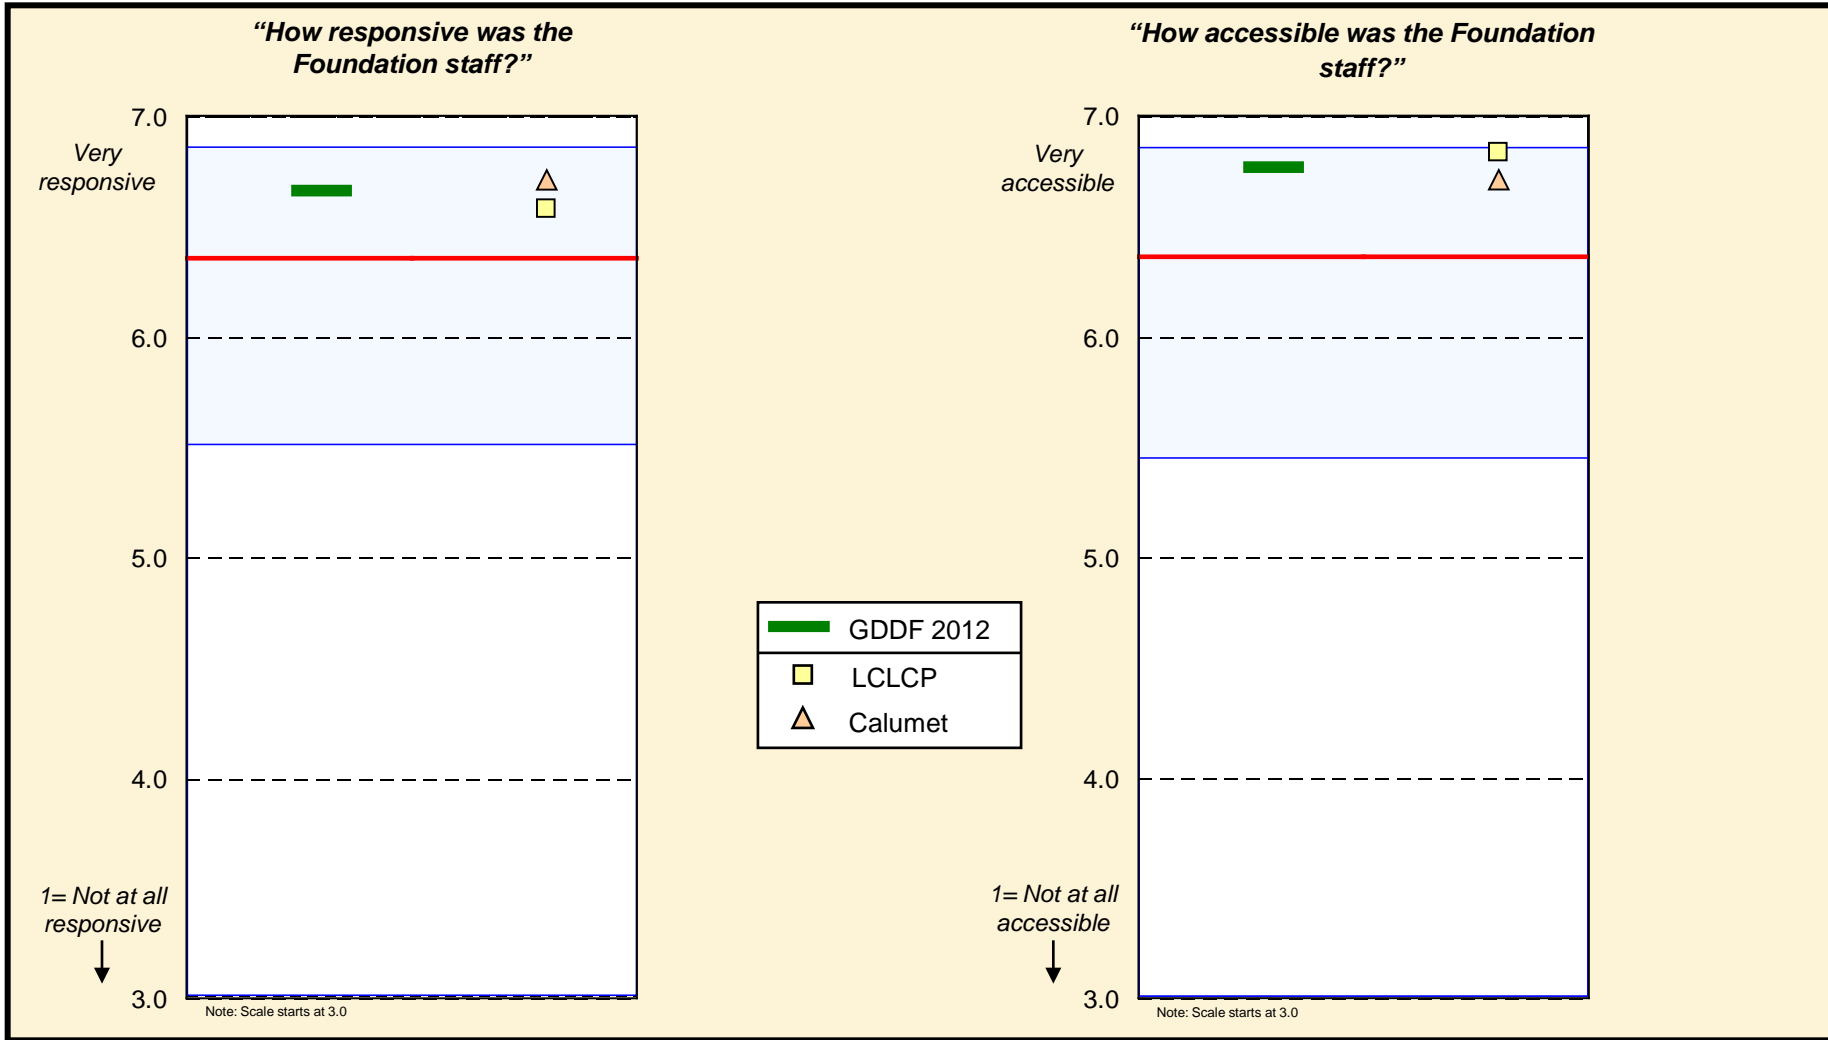 “How responsive was the
Foundation staff?”
7.0
Very
responsive
6.0
5.0
4.0
1= Not at all
responsive
3.0
Note: Scale starts at 3.0
GDDF 2012
LCLCP
Calumet
“How accessible was the Foundation
staff?”
7.0
Very
accessible
6.0
5.0
4.0
1= Not at all
accessible
3.0
Note: Scale starts at 3.0